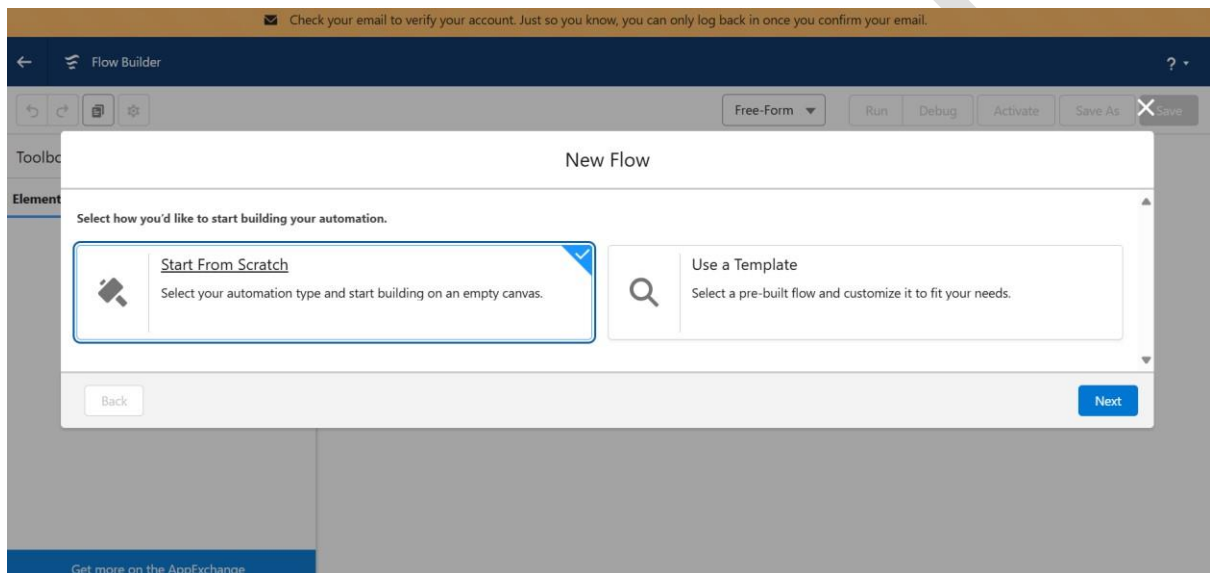 Check your email to verify your account. Just so you know, you can only log back in once you confirm your email.
Flow Builder
?
Free-Form
Run
Debug
Activate
Save As
Save
Toolbo
New Flow
Element
Select how you'd like to start building your automation.
Start From Scratch
Select your automation type and start building on an empty canvas.
Use a Template
Select a pre-built flow and customize it to fit your needs.
Back
Next
Get more on the AppExchange